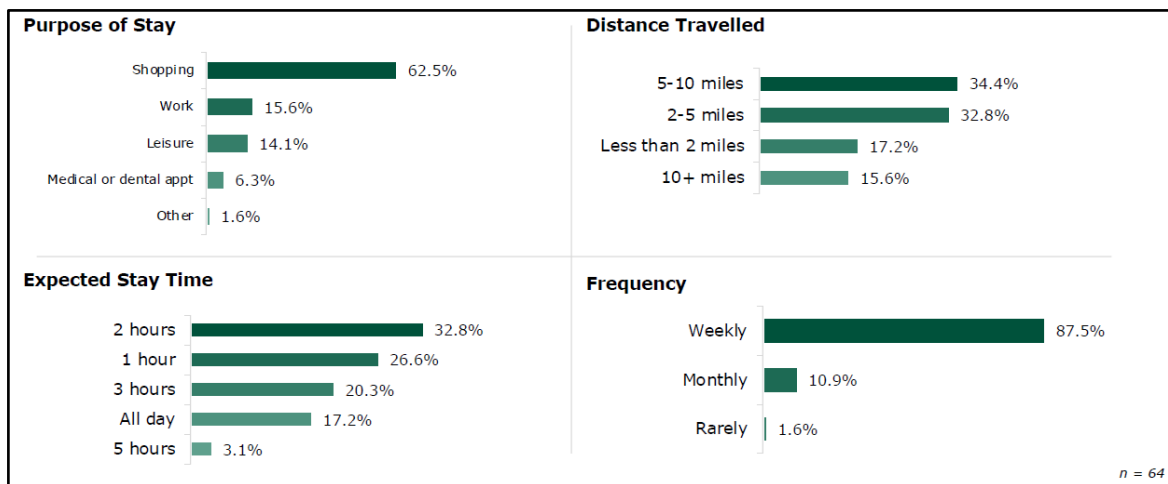 Purpose of Stay
Shopping 62.5%
Work 15.6%
Leisure 14.1%
Medical or dental appt 6.3%
Other 1.6%
Distance Travelled
5-10 miles 34.4%
2-5 miles 32.8%
Less than 2 miles 17.2%
10+ miles 15.6%
Expected Stay Time
2 hours 32.8%
1 hour 26.6%
3 hours 20.3%
All day 17.2%
5 hours 3.1%
Frequency
Weekly 87.5%
Monthly 10.9%
Rarely 1.6%
n = 64